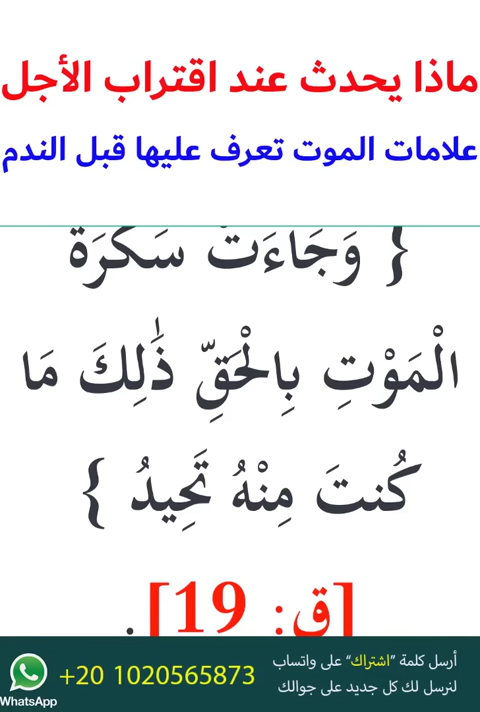 ماذا يحدث عند اقتراب الأجل
علامات الموت تعرف عليها قبل الندم
{ وَجَاءَتْ سَكْرَةُ
الْمَوْتِ بِالْحَقِّ ذَٰلِكَ مَا
كُنتَ مِنْهُ تَحِيدُ }
[ق: 19].
أرسل كلمة "اشتراك" على واتساب
لنرسل لك كل جديد على جوالك
+20 1020565873
WhatsApp